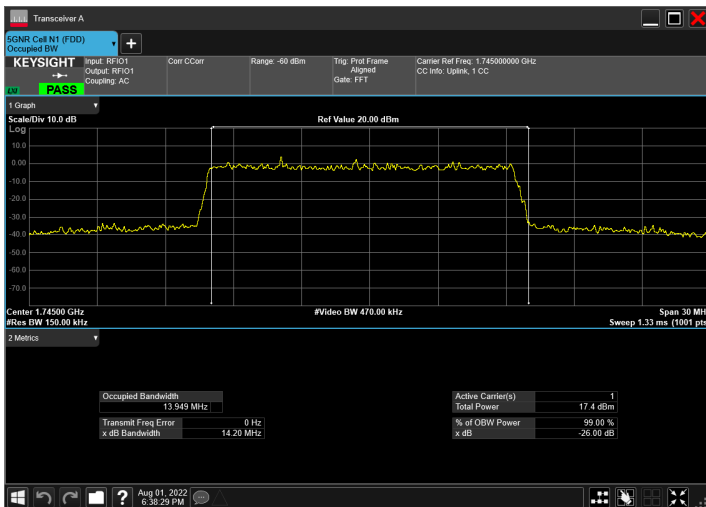 Transceiver A
5GNR Cell N1 (FDD)
Occupied BW
KEYSIGHT
LXI
PASS
Input: RFIO1
Output: RFIO1
Coupling: AC
Corr CCorr
Range: -60 dBm
Trig: Prot Frame
Aligned
Gate: FFT
Carrier Ref Freq: 1.745000000 GHz
CC Info: Uplink, 1 CC
1 Graph
Scale/Div 10.0 dB
Ref Value 20.00 dBm
Log
10.0
0.00
-10.0
-20.0
-30.0
-40.0
-50.0
-60.0
-70.0
Center 1.74500 GHz
#Video BW 470.00 kHz
Span 30 MH
#Res BW 150.00 kHz
Sweep 1.33 ms (1001 pts
2 Metrics
Occupied Bandwidth
13.949 MHz
Transmit Freq Error 0 Hz
x dB Bandwidth 14.20 MHz
Active Carrier(s) 1
Total Power 17.4 dBm
% of OBW Power 99.00 %
x dB -26.00 dB
Aug 01, 2022
6:38:29 PM